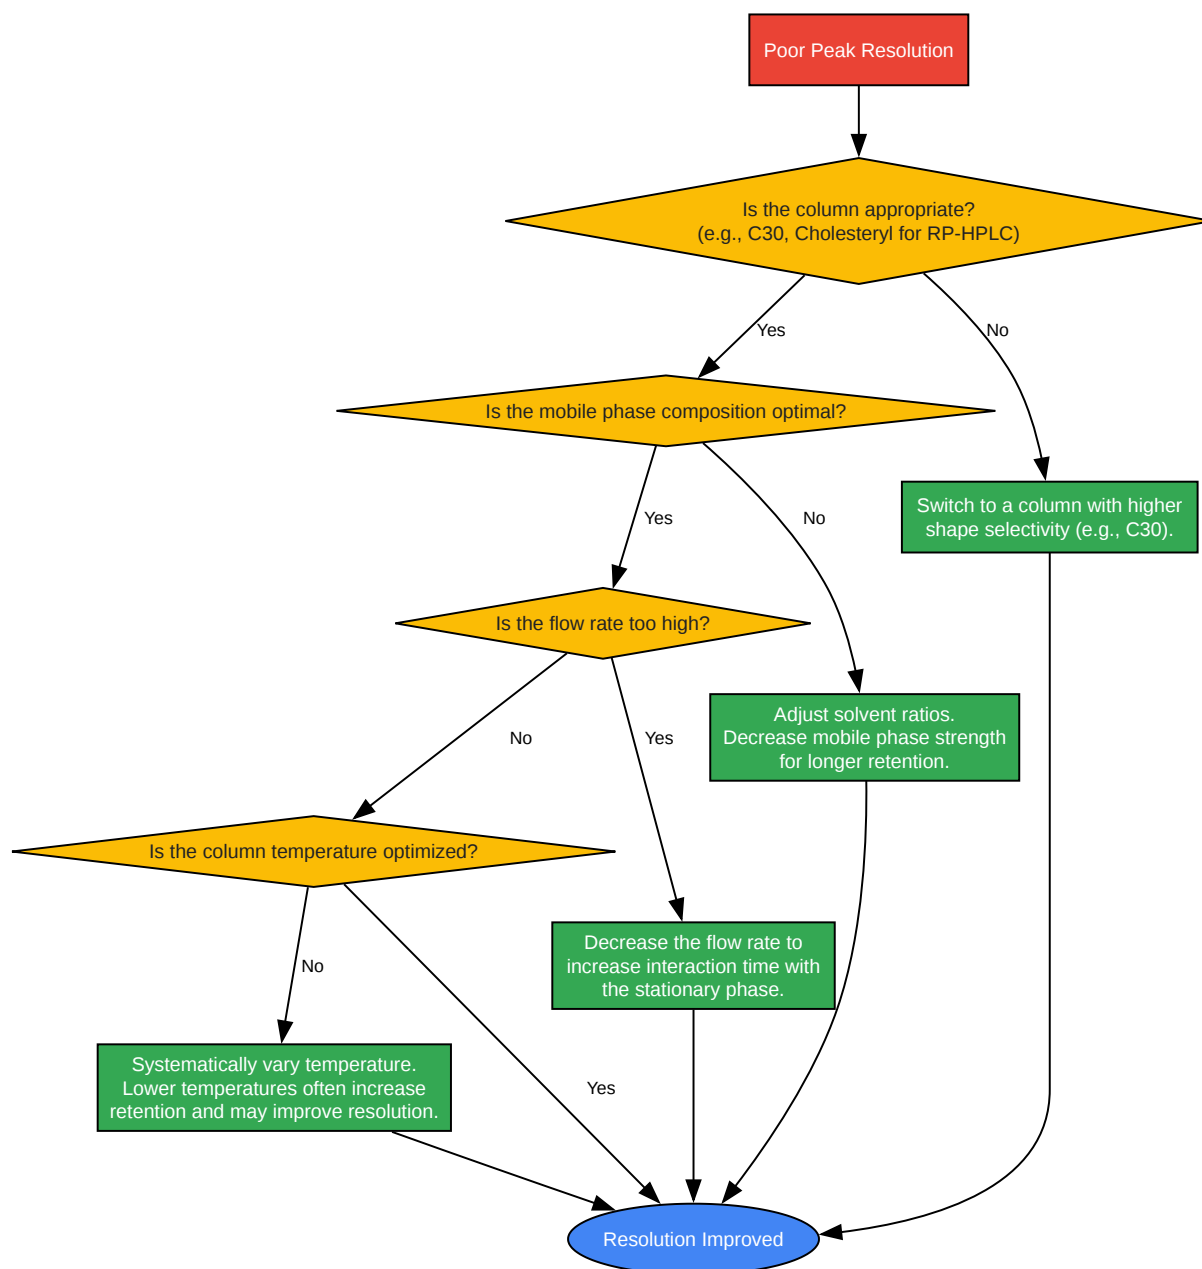 Poor Peak Resolution
Is the column appropriate?
(e.g., C30, Cholesteryl for RP-HPLC)
Yes
No
Is the mobile phase composition optimal?
Switch to a column with higher
shape selectivity (e.g., C30).
Yes
No
Is the flow rate too high?
Adjust solvent ratios.
Decrease mobile phase strength
for longer retention.
No
Yes
Is the column temperature optimized?
Decrease the flow rate to
increase interaction time with
the stationary phase.
No
Yes
Systematically vary temperature.
Lower temperatures often increase
retention and may improve resolution.
Resolution Improved